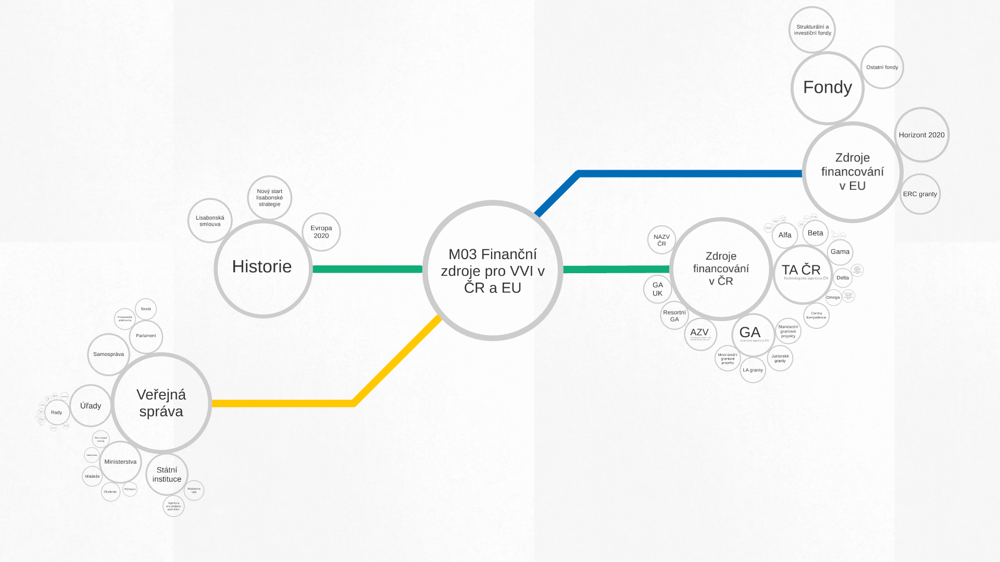 Strukturální a
investiční fondy
Ostatní fondy
Fondy
Horizont 2020
Zdroje
financování
v EU
ERC granty
Nový start
lisabonské
strategie
Lisabonská
smlouva
Evropa
2020
Historie
M03 Finanční
zdroje pro VVI v
ČR a EU
NAZV
ČR
Zdroje
financování
v ČR
Alfa
Beta
Gama
TA ČR
Technologická agentura ČR
Delta
Omega
Centra
kompetence
GA
UK
Resortní
GA
AZV
GA
Grantová agentura ČR
Standardní
grantové
projekty
Mezinárodní
grantové
projekty
Juniorské
granty
LA granty
Senát
Poslanecká
sněmovna
Parlament
Samospráva
Veřejná
správa
Úřady
Rady
Pro místní
rozvoj
Ministerstva
Mládeže
Obchodu
Průmyslu
Státní
instituce
Akademie
věd
Agentura
pro podporu
podnikání